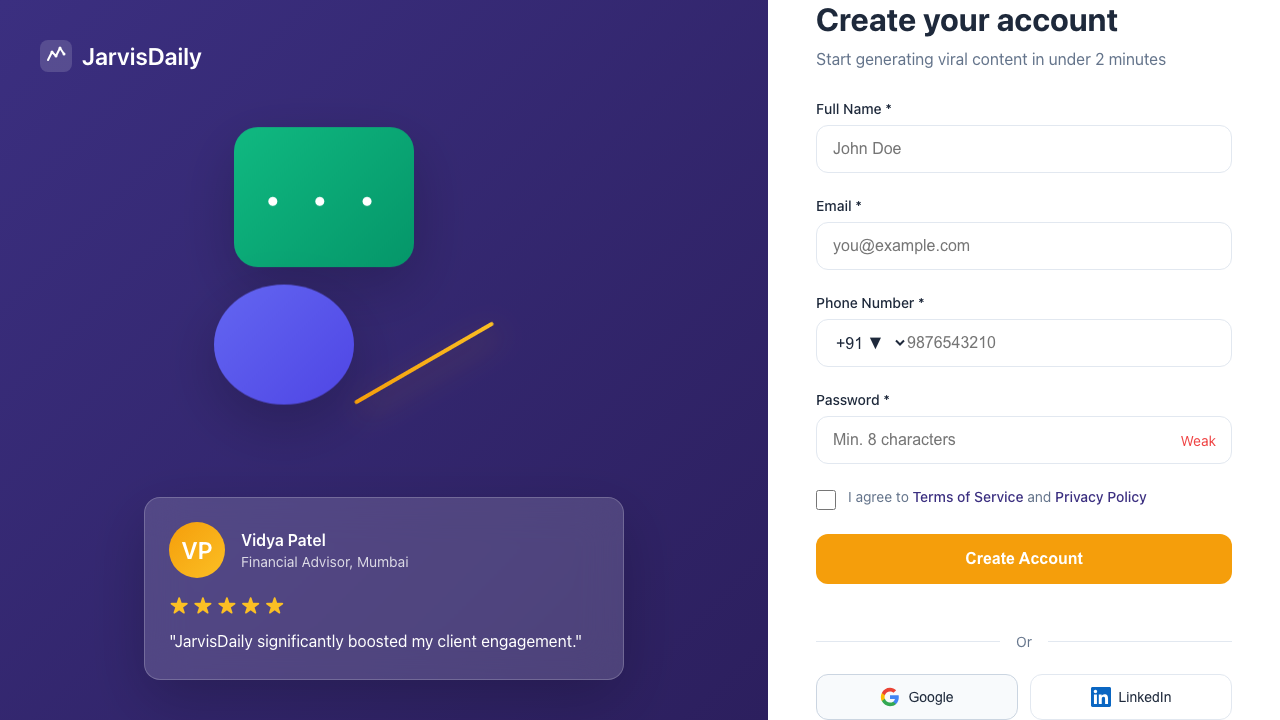 JarvisDaily
VP
Vidya Patel
Financial Advisor, Mumbai
"JarvisDaily significantly boosted my client engagement."
Create your account
Start generating viral content in under 2 minutes
Full Name *
John Doe
Email *
you@example.com
Phone Number *
+91 ▼ 9876543210
Password *
Min. 8 characters Weak
I agree to Terms of Service and Privacy Policy
Create Account
Or
Google LinkedIn